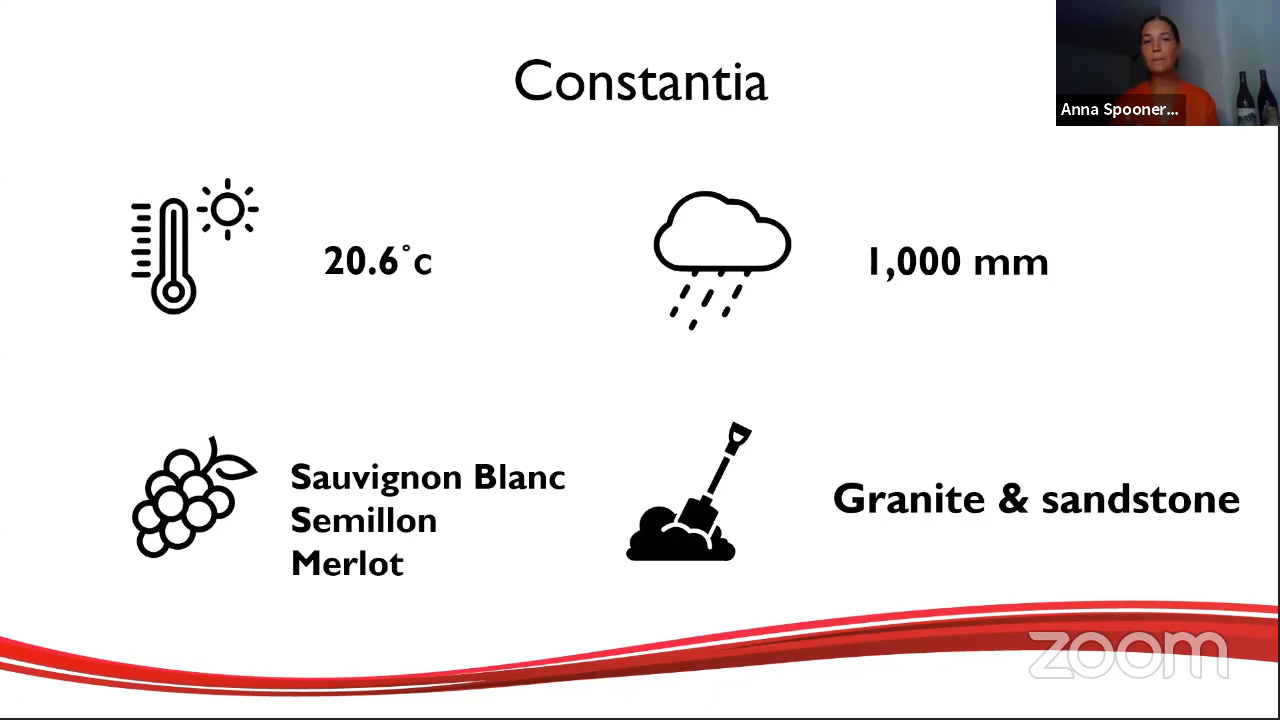 Constantia
Anna Spooner...
20.6°c
1,000 mm
Sauvignon Blanc
Semillon
Merlot
Granite & sandstone
zoom